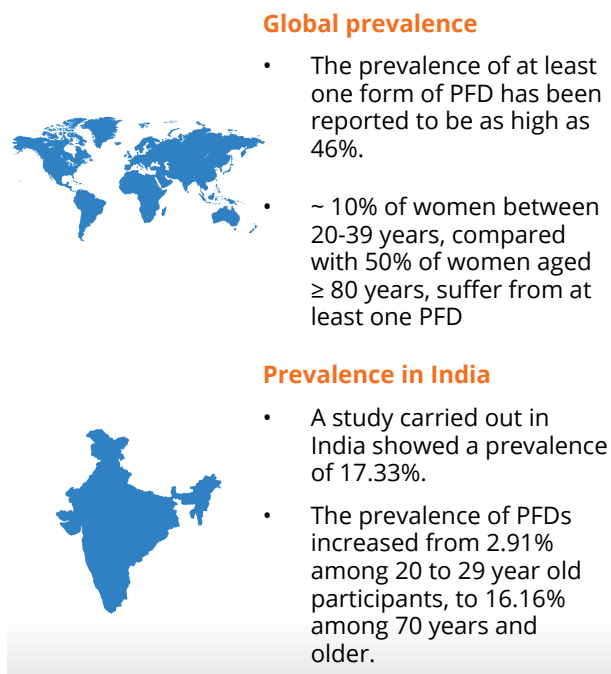 Global prevalence
• The prevalence of at least
one form of PFD has been
reported to be as high as
46%.
• ~ 10% of women between
20-39 years, compared
with 50% of women aged
≥ 80 years, suffer from at
least one PFD
Prevalence in India
• A study carried out in
India showed a prevalence
of 17.33%.
• The prevalence of PFDs
increased from 2.91%
among 20 to 29 year old
participants, to 16.16%
among 70 years and
older.